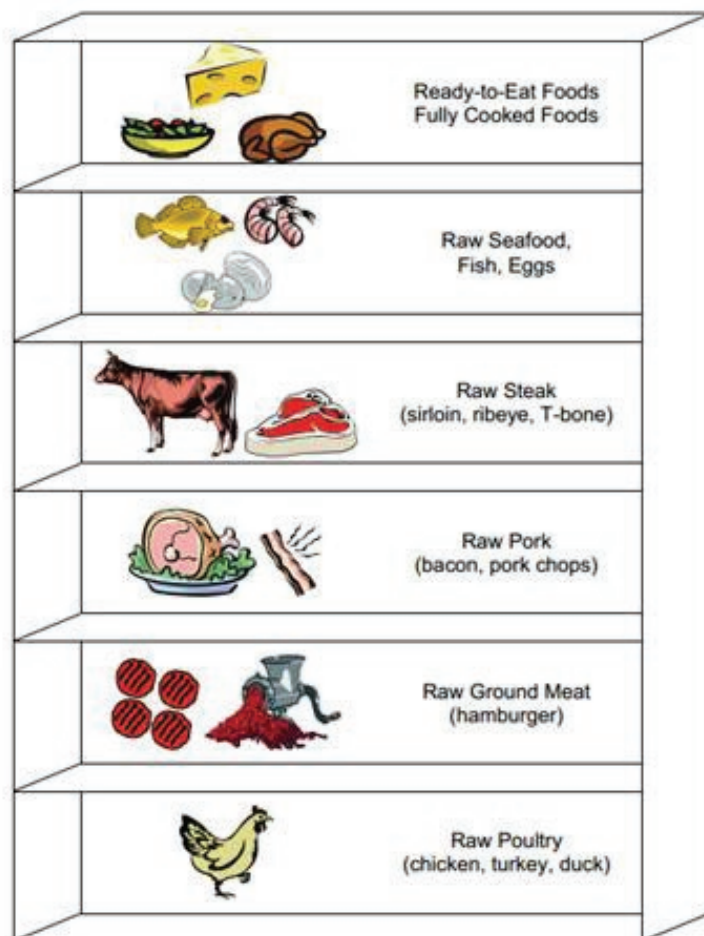 Ready-to-Eat Foods
Fully Cooked Foods
Raw Seafood,
Fish, Eggs
Raw Steak
(sirloin, ribeye, T-bone)
Raw Pork
(bacon, pork chops)
Raw Ground Meat
(hamburger)
Raw Poultry
(chicken, turkey, duck)